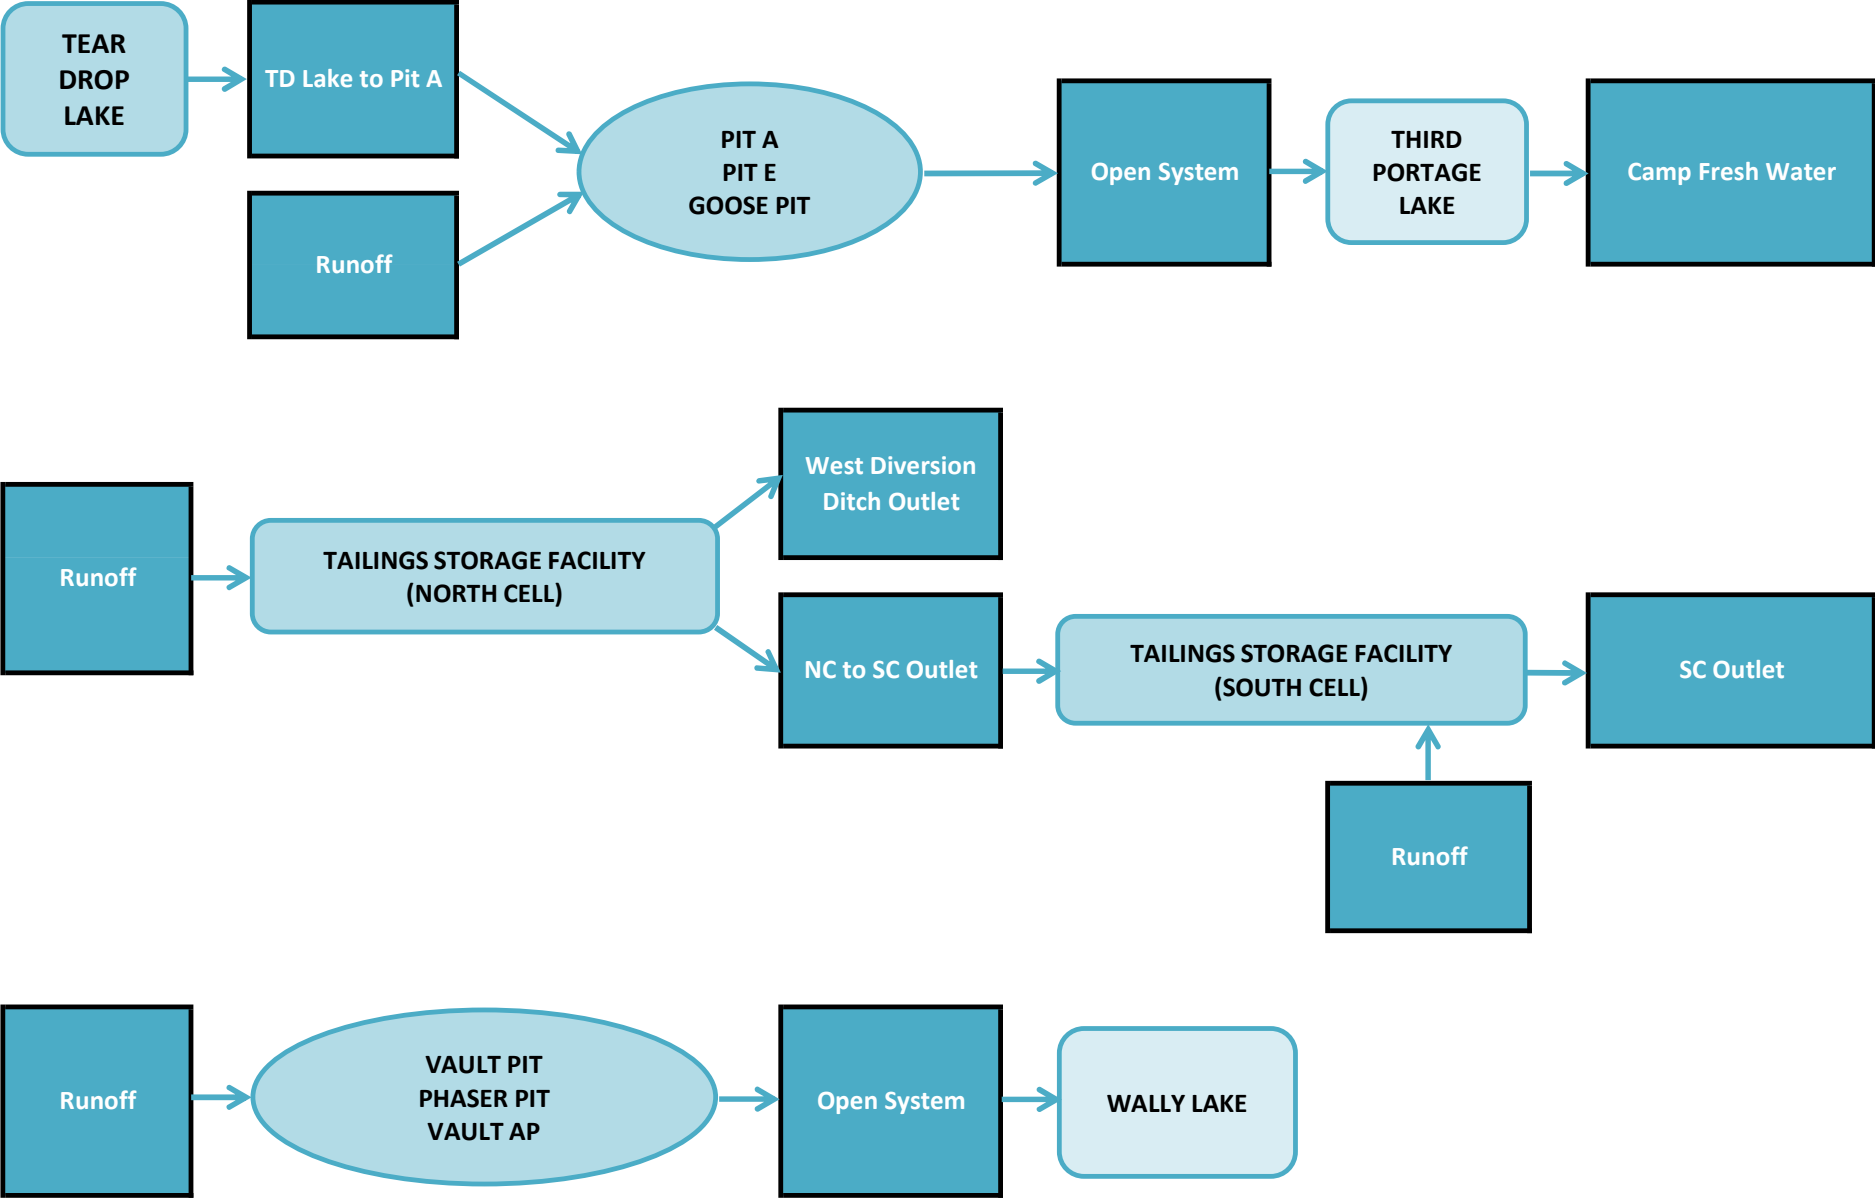 TEAR
DROP
LAKE
TD Lake to Pit A
Runoff
PIT A
PIT E
GOOSE PIT
Open System
THIRD
PORTAGE
LAKE
Camp Fresh Water
Runoff
TAILINGS STORAGE FACILITY
(NORTH CELL)
West Diversion
Ditch Outlet
NC to SC Outlet
TAILINGS STORAGE FACILITY
(SOUTH CELL)
SC Outlet
Runoff
Runoff
VAULT PIT
PHASER PIT
VAULT AP
Open System
WALLY LAKE